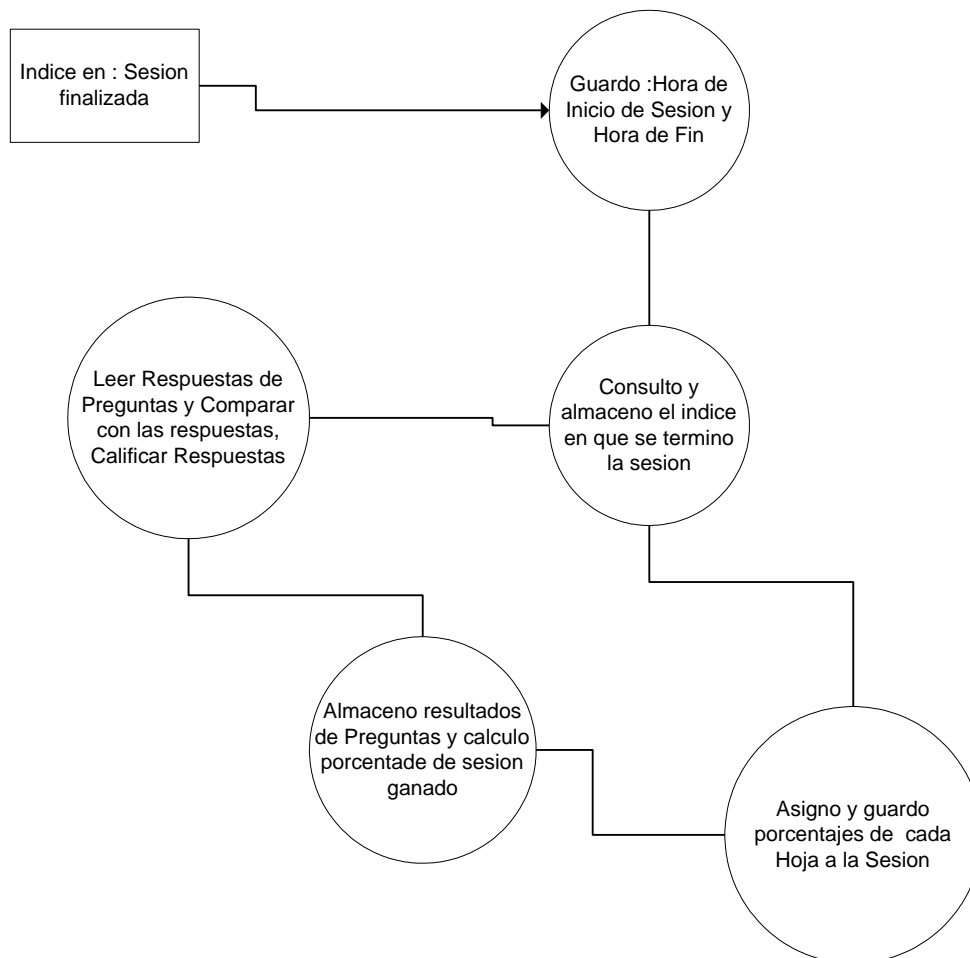 Indice en : Sesion
finalizada
Guardo :Hora de
Inicio de Sesion y
Hora de Fin
Leer Respuestas de
Preguntas y Comparar
con las respuestas,
Calificar Respuestas
Consulto y
almaceno el indice
en que se termino
la sesion
Almaceno resultados
de Preguntas y calculo
porcentade de sesion
ganado
Asigno y guardo
porcentajes de  cada
Hoja a la Sesion